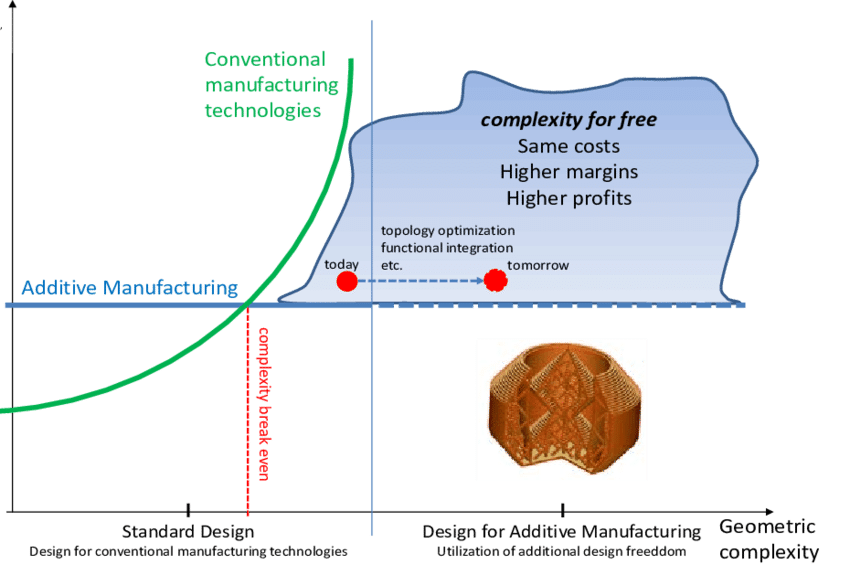 Conventional
manufacturing
technologies
complexity for free
Same costs
Higher margins
Higher profits
topology optimization
functional integration
etc.
today
tomorrow
Additive Manufacturing
complexity break even
Standard Design
Design for conventional manufacturing technologies
Design for Additive Manufacturing
Utilization of additional design freeddom
Geometric
complexity